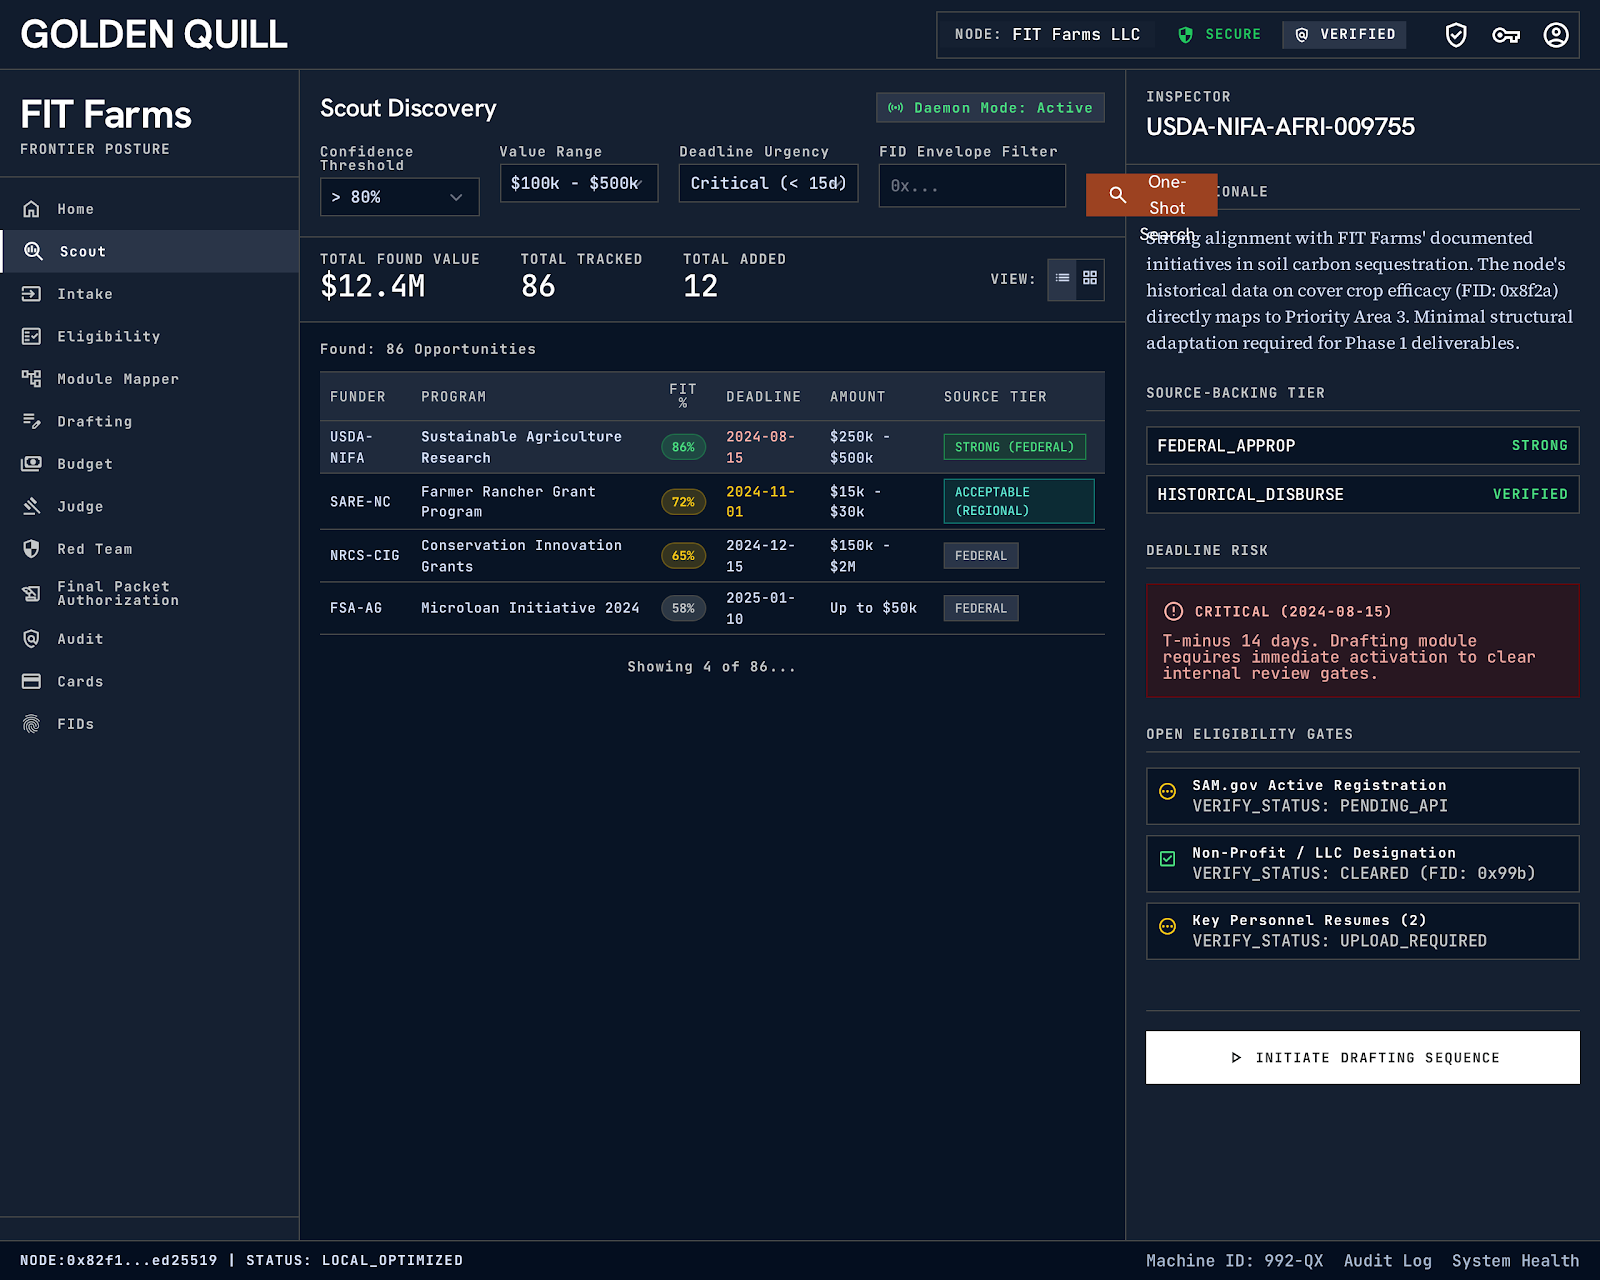 GOLDEN QUILL
NODE: FIT Farms LLC
SECURE
VERIFIED
FIT Farms
FRONTIER POSTURE
Home
Scout
Intake
Eligibility
Module Mapper
Drafting
Budget
Judge
Red Team
Final Packet
Authorization
Audit
Cards
FIDs
Scout Discovery
Daemon Mode: Active
Confidence
Threshold
> 80%
Value Range
$100k - $500k
Deadline Urgency
Critical (< 15d)
FID Envelope Filter
0x...
One-
Shot
Search
TOTAL FOUND VALUE
$12.4M
TOTAL TRACKED
86
TOTAL ADDED
12
VIEW:
Found: 86 Opportunities
FUNDER PROGRAM FIT % DEADLINE AMOUNT SOURCE TIER
USDA-
NIFA
Sustainable Agriculture
Research
86%
2024-08-
15
$250k -
$500k
STRONG (FEDERAL)
SARE-NC
Farmer Rancher Grant
Program
72%
2024-11-
01
$15k -
$30k
ACCEPTABLE
(REGIONAL)
NRCS-CIG
Conservation Innovation
Grants
65%
2024-12-
15
$150k -
$2M
FEDERAL
FSA-AG
Microloan Initiative 2024
58%
2025-01-
10
Up to $50k
FEDERAL
Showing 4 of 86...
INSPECTOR
USDA-NIFA-AFRI-009755
Strong alignment with FIT Farms' documented
initiatives in soil carbon sequestration. The node's
historical data on cover crop efficacy (FID: 0x8f2a)
directly maps to Priority Area 3. Minimal structural
adaptation required for Phase 1 deliverables.
SOURCE-BACKING TIER
FEDERAL_APPROP STRONG
HISTORICAL_DISBURSE VERIFIED
DEADLINE RISK
CRITICAL (2024-08-15)
T-minus 14 days. Drafting module
requires immediate activation to clear
internal review gates.
OPEN ELIGIBILITY GATES
SAM.gov Active Registration
VERIFY_STATUS: PENDING_API
Non-Profit / LLC Designation
VERIFY_STATUS: CLEARED (FID: 0x99b)
Key Personnel Resumes (2)
VERIFY_STATUS: UPLOAD_REQUIRED
INITIATE DRAFTING SEQUENCE
NODE:0x82f1...ed25519 | STATUS: LOCAL_OPTIMIZED
Machine ID: 992-QX Audit Log System Health